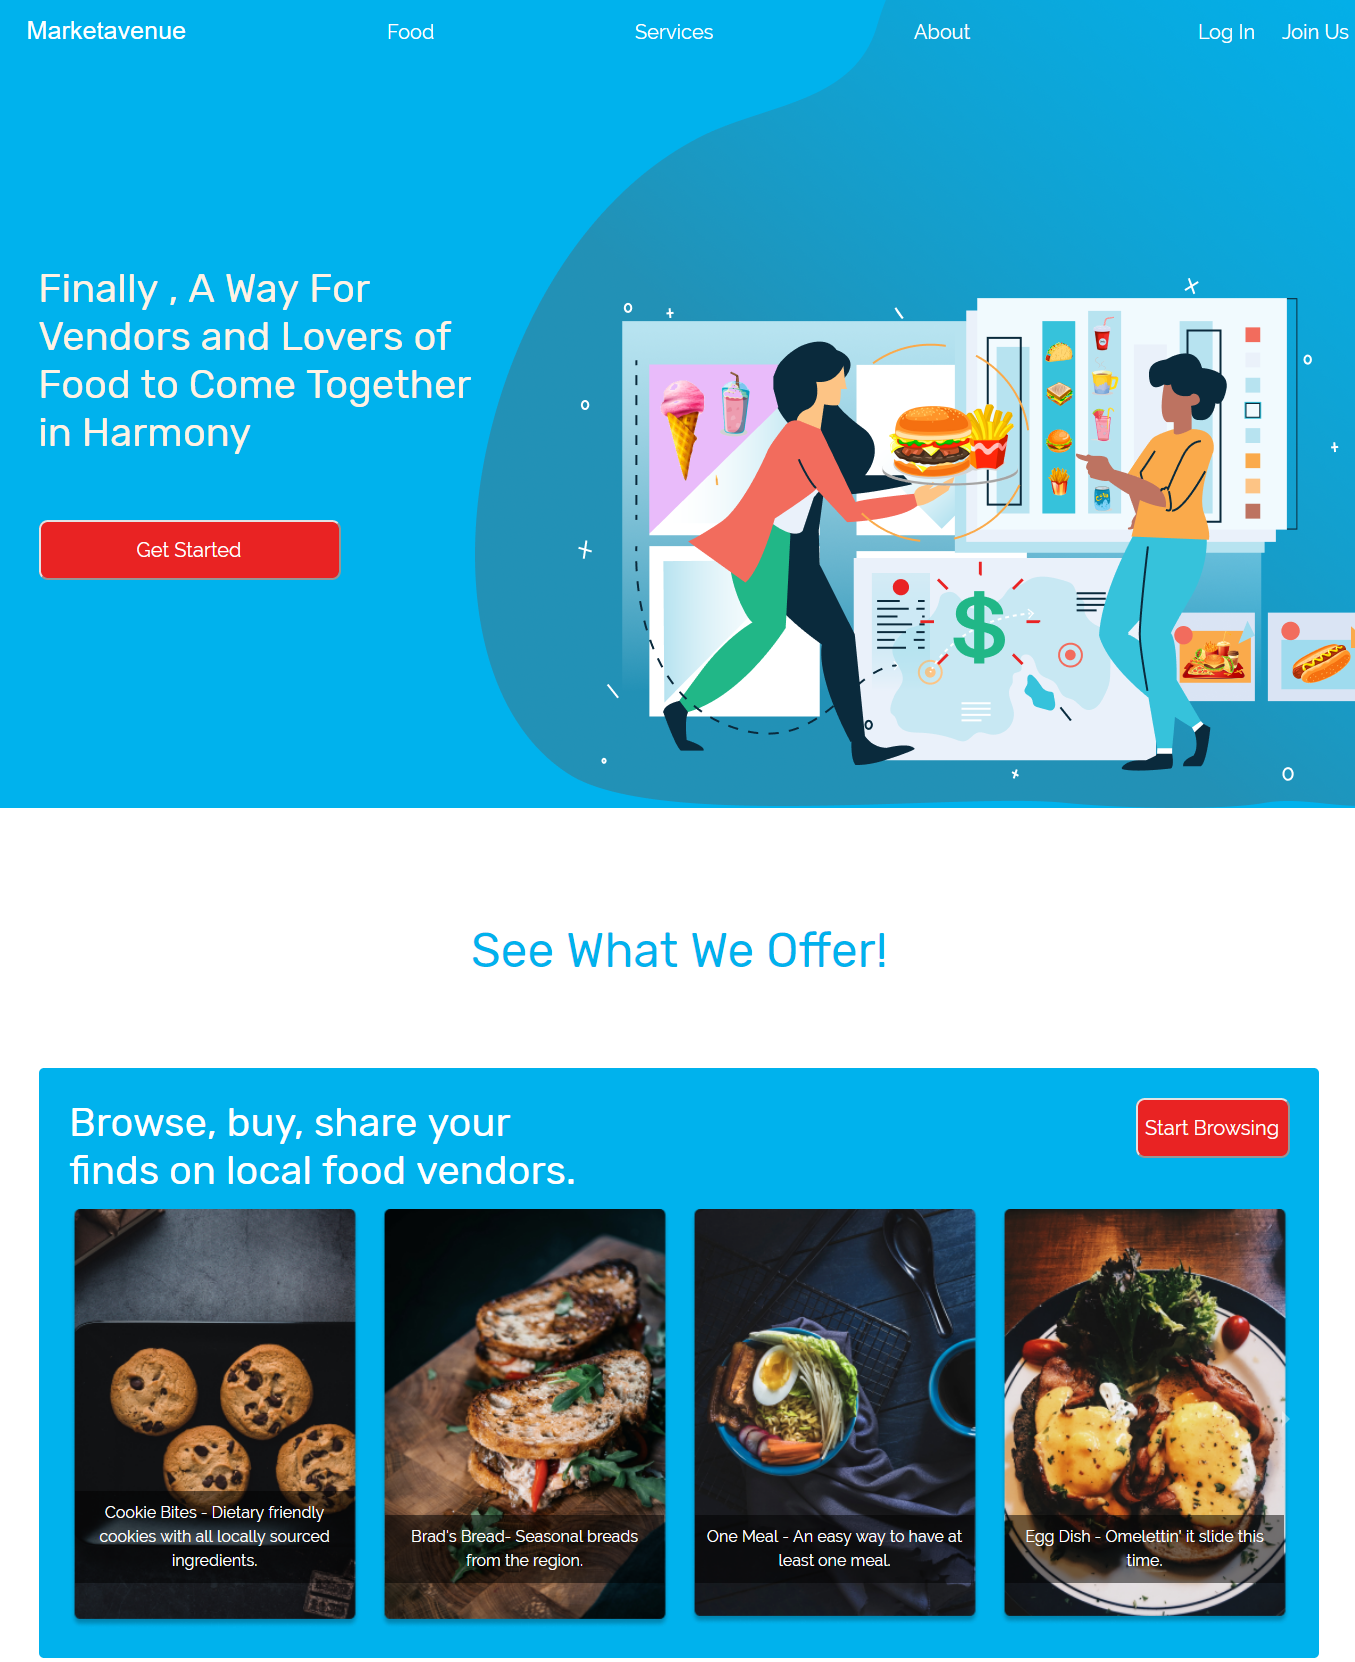 Marketavenue Food Services About Log In Join Us
Finally , A Way For
Vendors and Lovers of
Food to Come Together
in Harmony
Get Started
See What We Offer!
Browse, buy, share your
finds on local food vendors.
Start Browsing
Cookie Bites - Dietary friendly
cookies with all locally sourced
ingredients.
Brad's Bread- Seasonal breads
from the region.
One Meal - An easy way to have at
least one meal.
Egg Dish - Omelettin' it slide this
time.